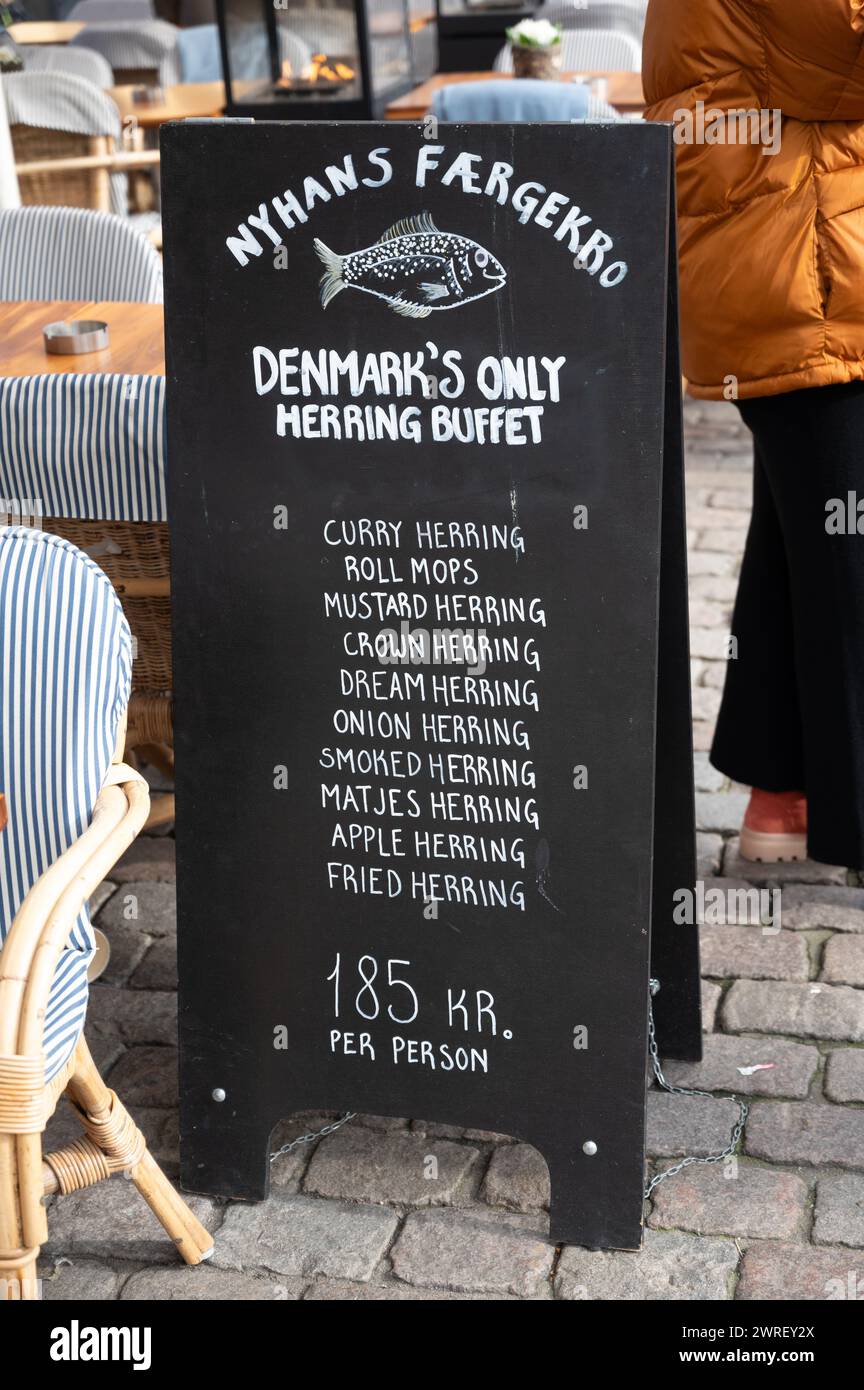 NYHANS FÆRGEKRO
DENMARK'S ONLY
HERRING BUFFET
CURRY HERRING
ROLL MOPS
MUSTARD HERRING
CROWN HERRING
DREAM HERRING
ONION HERRING
SMOKED HERRING
MATJES HERRING
APPLE HERRING
FRIED HERRING
185 KR.
PER PERSON
alamy
Image ID: 2WREY2X
www.alamy.com